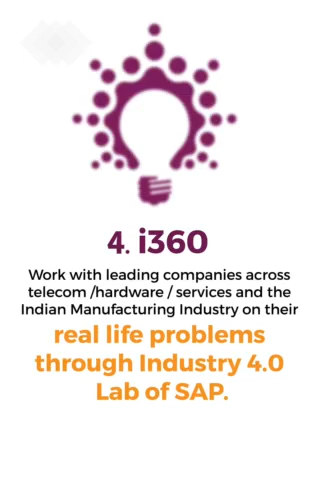 4. i360
Work with leading companies across
telecom /hardware / services and the
Indian Manufacturing Industry on their
real life problems
through Industry 4.0
Lab of SAP.